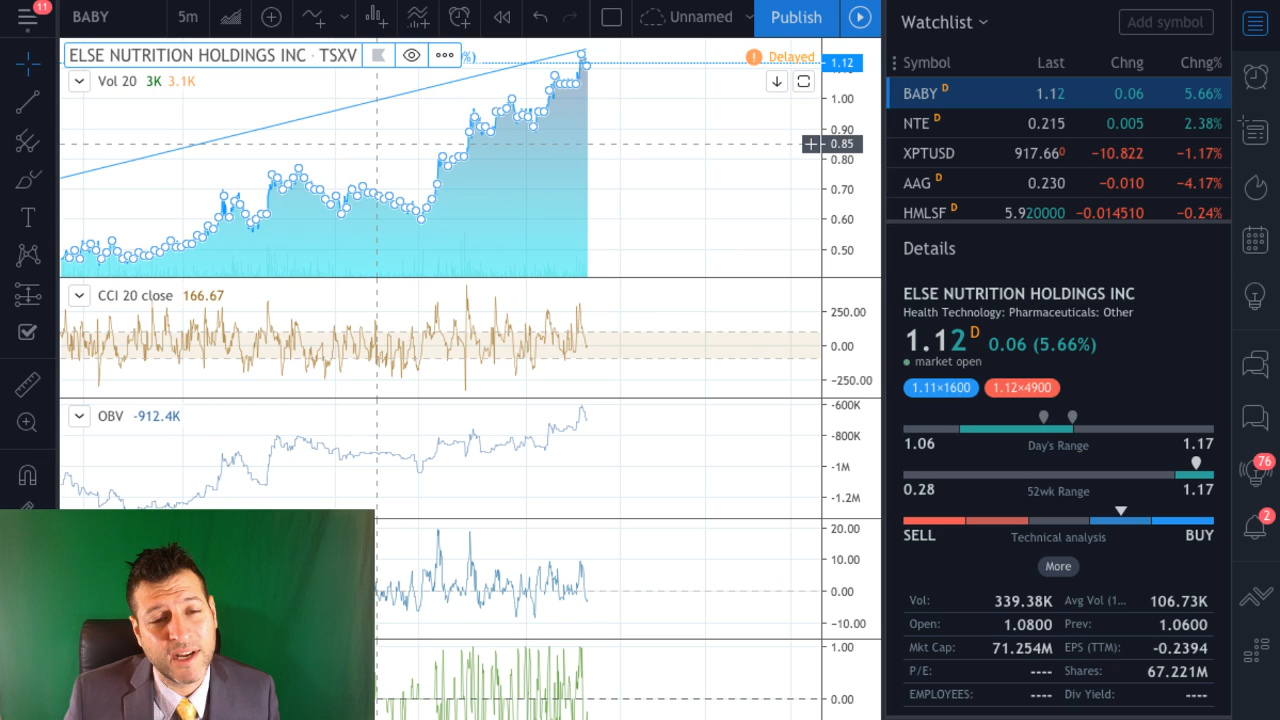 11
BABY
5m
Unnamed
Publish
ELSE NUTRITION HOLDINGS INC · TSXV
%)
Delayed
Vol 20 3K 3.1K
1.12
1.00
0.90
0.85
0.80
0.70
0.60
0.50
CCI 20 close 166.67
250.00
0.00
−250.00
OBV -912.4K
-600K
-800K
-1M
-1.2M
20.00
10.00
0.00
−10.00
1.00
0.00
Watchlist
Add symbol
Symbol Last Chng Chng%
BABY D 1.12 0.06 5.66%
NTE D 0.215 0.005 2.38%
XPTUSD 917.660 −10.822 −1.17%
AAG D 0.230 −0.010 −4.17%
HMLSF D 5.920000 −0.014510 −0.24%
Details
ELSE NUTRITION HOLDINGS INC
Health Technology: Pharmaceuticals: Other
1.12 D 0.06 (5.66%)
market open
1.11×1600 1.12×4900
1.06 Day's Range 1.17
0.28 52wk Range 1.17
SELL Technical analysis BUY
More
Vol: 339.38K Avg Vol (1... 106.73K
Open: 1.0800 Prev: 1.0600
Mkt Cap: 71.254M EPS (TTM): -0.2394
P/E: ---- Shares: 67.221M
EMPLOYEES: ---- Div Yield: ----
76
2